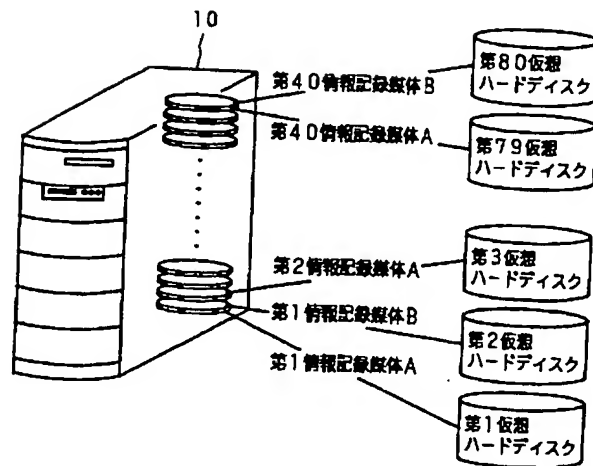 10
第80仮想
ハードディスク
第40情報記録媒体B
第40情報記録媒体A
第79仮想
ハードディスク
第2情報記録媒体A
第3仮想
ハードディスク
第1情報記録媒体B
第2仮想
ハードディスク
第1情報記録媒体A
第1仮想
ハードディスク